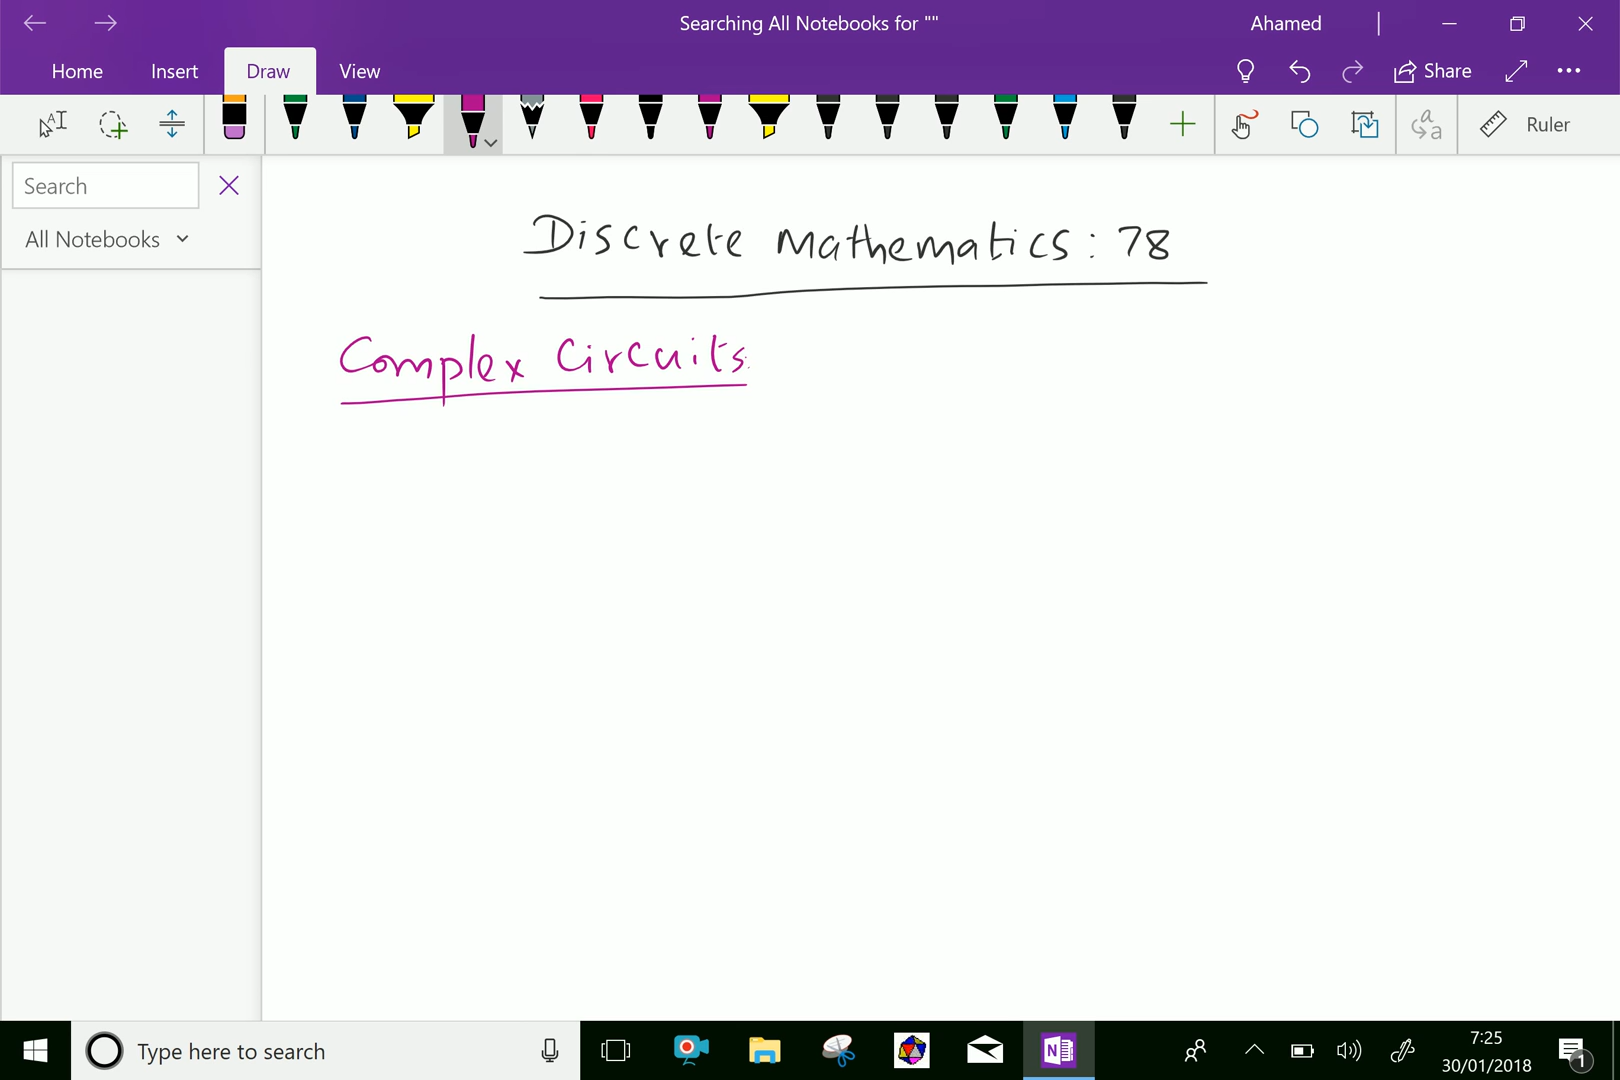 Searching All Notebooks for ""
Ahamed
Home Insert Draw View
Share
Ruler
Search
All Notebooks
Discrete Mathematics: 78
Complex Circuits
Type here to search
7:25
30/01/2018
1